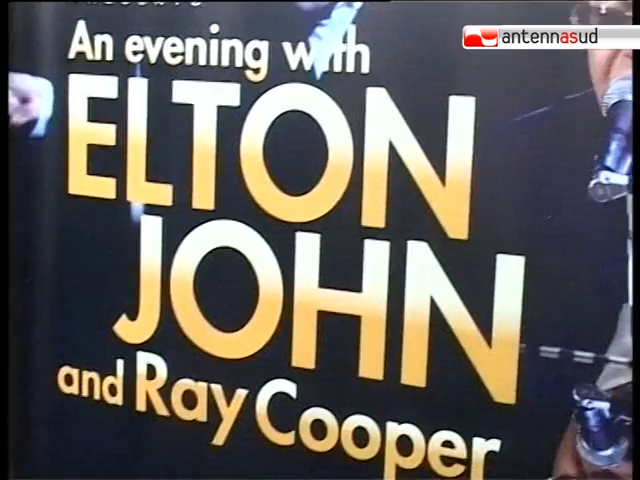 antennasud
An evening with
ELTON
JOHN
and Ray Cooper